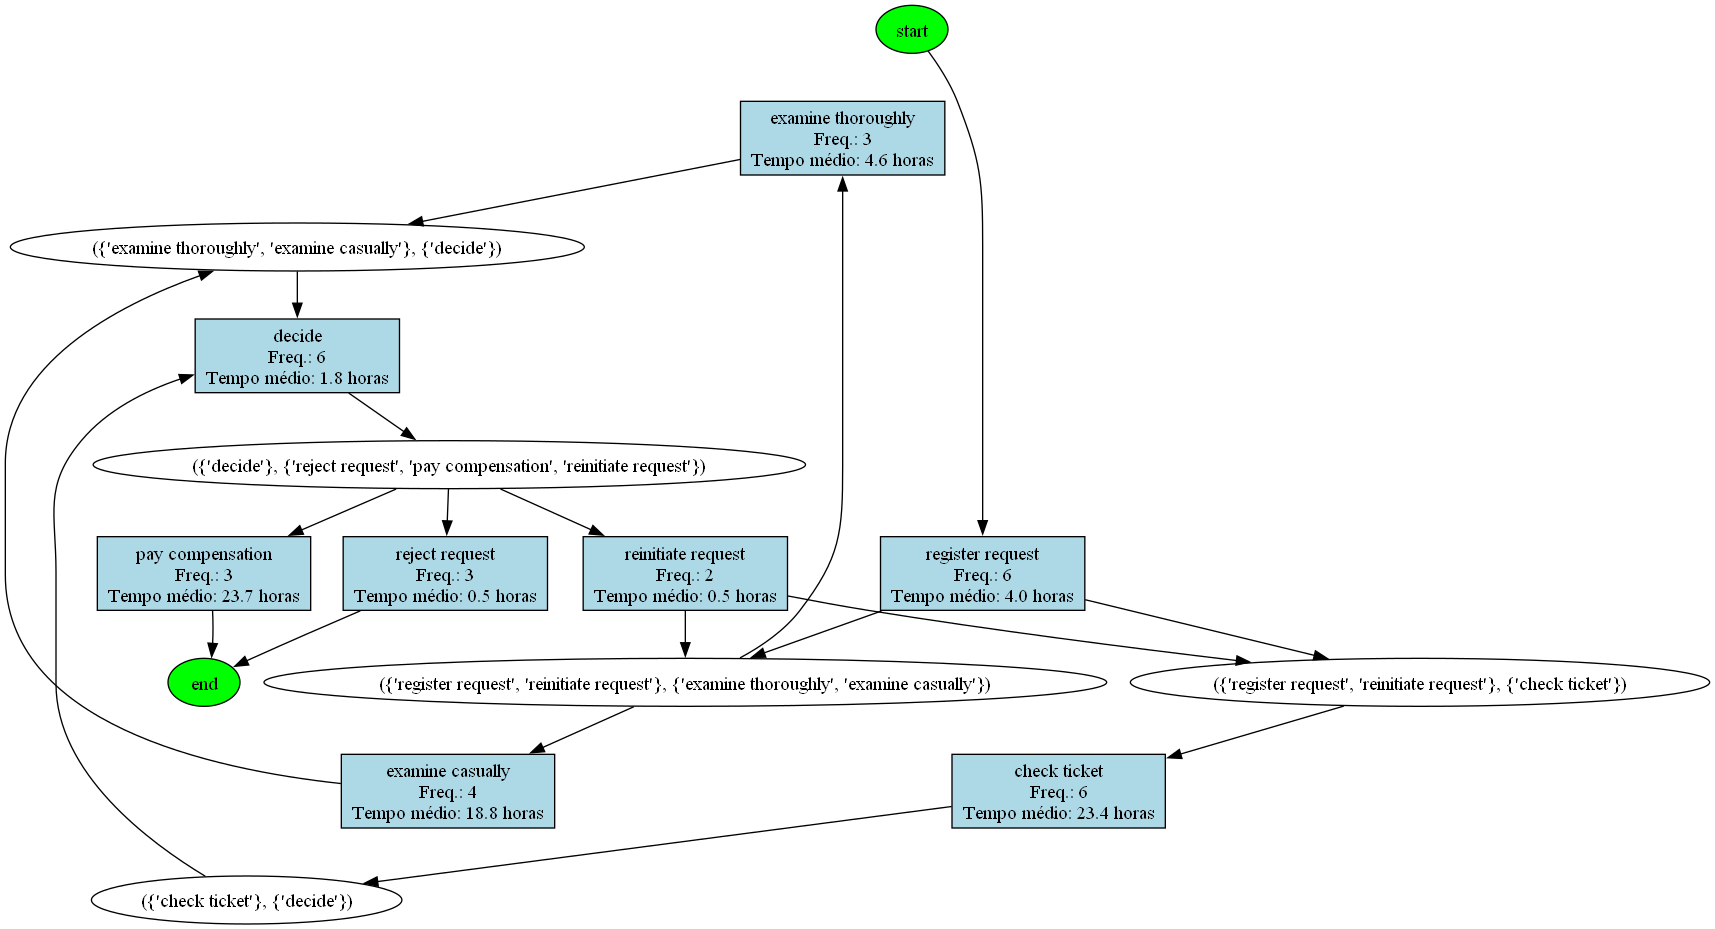 start
examine thoroughly
Freq.: 3
Tempo médio: 4.6 horas
({'examine thoroughly', 'examine casually'}, {'decide'})
decide
Freq.: 6
Tempo médio: 1.8 horas
({'decide'}, {'reject request', 'pay compensation', 'reinitiate request'})
pay compensation
Freq.: 3
Tempo médio: 23.7 horas
reject request
Freq.: 3
Tempo médio: 0.5 horas
reinitiate request
Freq.: 2
Tempo médio: 0.5 horas
register request
Freq.: 6
Tempo médio: 4.0 horas
end
({'register request', 'reinitiate request'}, {'examine thoroughly', 'examine casually'})
({'register request', 'reinitiate request'}, {'check ticket'})
examine casually
Freq.: 4
Tempo médio: 18.8 horas
check ticket
Freq.: 6
Tempo médio: 23.4 horas
({'check ticket'}, {'decide'})